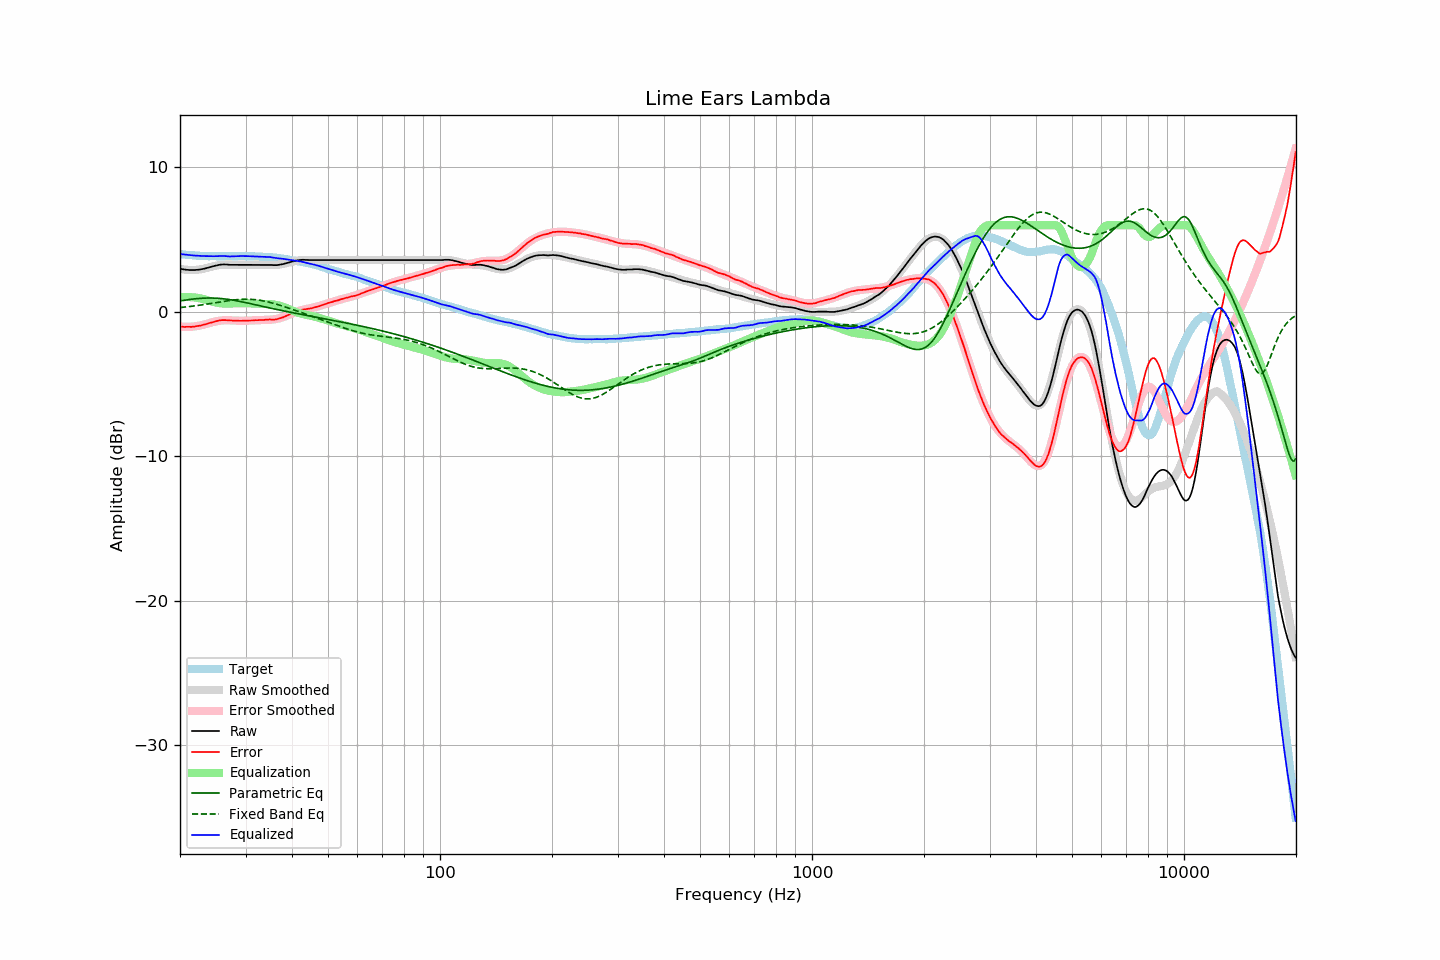 Lime Ears Lambda
Amplitude (dBr)
10
0
−10
−20
−30
Target
Raw Smoothed
Error Smoothed
Raw
Error
Equalization
Parametric Eq
Fixed Band Eq
Equalized
100
1000
10000
Frequency (Hz)